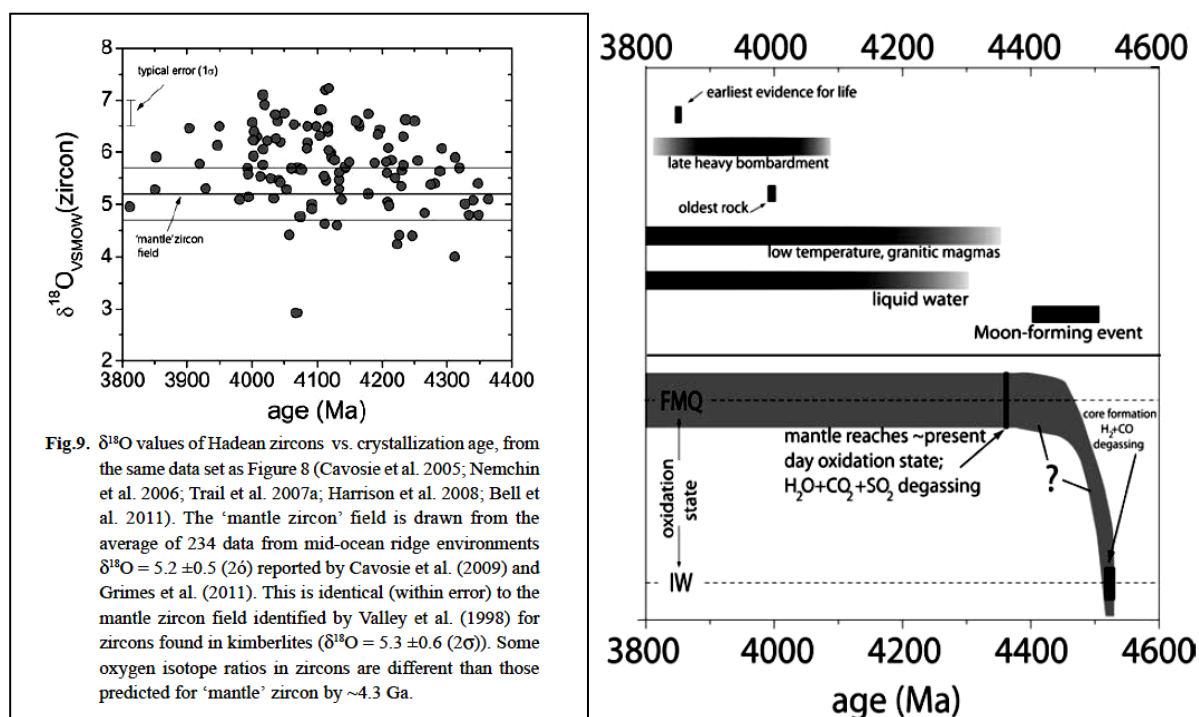 8
7
6
5
4
3
2
typical error (1σ)
'mantle' zircon
field
δ¹⁸O VSMOW (zircon)
3800 3900 4000 4100 4200 4300 4400
age (Ma)
Fig.9. δ¹⁸O values of Hadean zircons vs. crystallization age, from
the same data set as Figure 8 (Cavosie et al. 2005; Nemchin
et al. 2006; Trail et al. 2007a; Harrison et al. 2008; Bell et
al. 2011). The ‘mantle zircon’ field is drawn from the
average of 234 data from mid-ocean ridge environments
δ¹⁸O = 5.2 ±0.5 (2ó) reported by Cavosie et al. (2009) and
Grimes et al. (2011). This is identical (within error) to the
mantle zircon field identified by Valley et al. (1998) for
zircons found in kimberlites (δ¹⁸O = 5.3 ±0.6 (2σ)). Some
oxygen isotope ratios in zircons are different than those
predicted for ‘mantle’ zircon by ~4.3 Ga.
3800 4000 4200 4400 4600
earliest evidence for life
late heavy bombardment
oldest rock
low temperature, granitic magmas
liquid water
Moon-forming event
FMQ
oxidation
state
IW
mantle reaches ~present
day oxidation state;
H₂O+CO₂+SO₂ degassing
?
core formation
H₂+CO
degassing
3800 4000 4200 4400 4600
age (Ma)